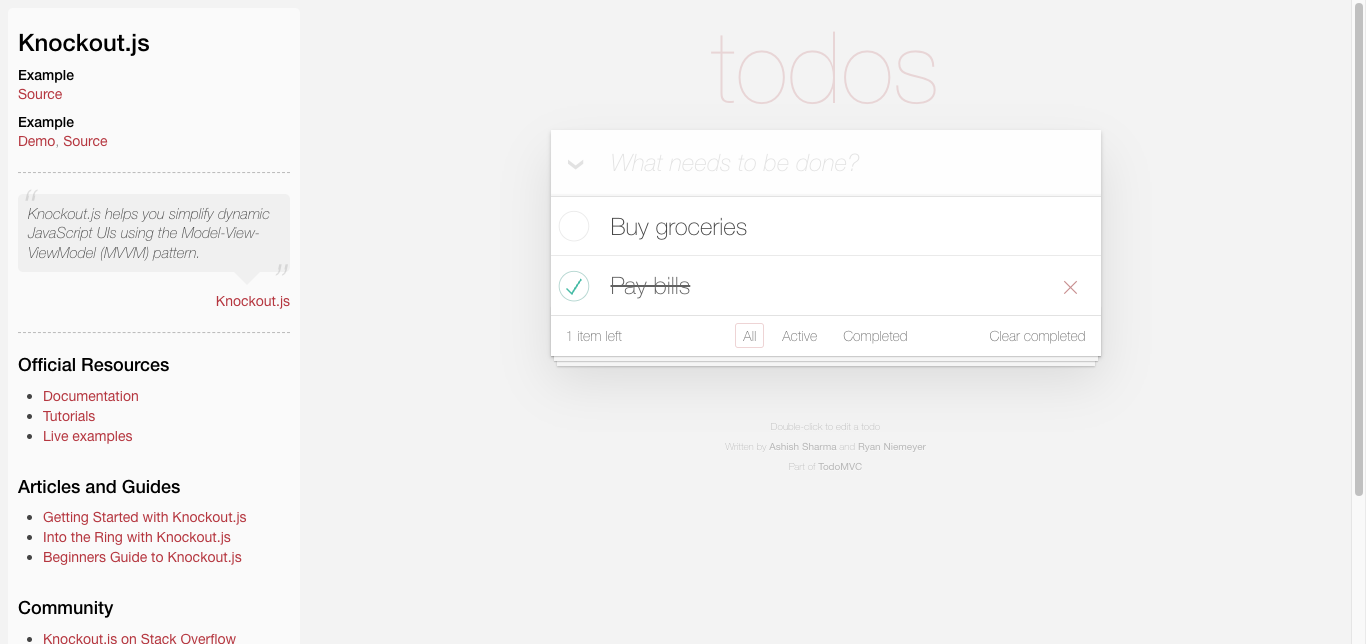 Knockout.js
Example
Source
Example
Demo, Source
“
Knockout.js helps you simplify dynamic
JavaScript UIs using the Model-View-
ViewModel (MVVM) pattern.
”
Knockout.js
Official Resources
Documentation
Tutorials
Live examples
Articles and Guides
Getting Started with Knockout.js
Into the Ring with Knockout.js
Beginners Guide to Knockout.js
Community
Knockout.js on Stack Overflow
todos
What needs to be done?
Buy groceries
Pay bills
1 item left All Active Completed Clear completed
Double-click to edit a todo
Written by Ashish Sharma and Ryan Niemeyer
Part of TodoMVC